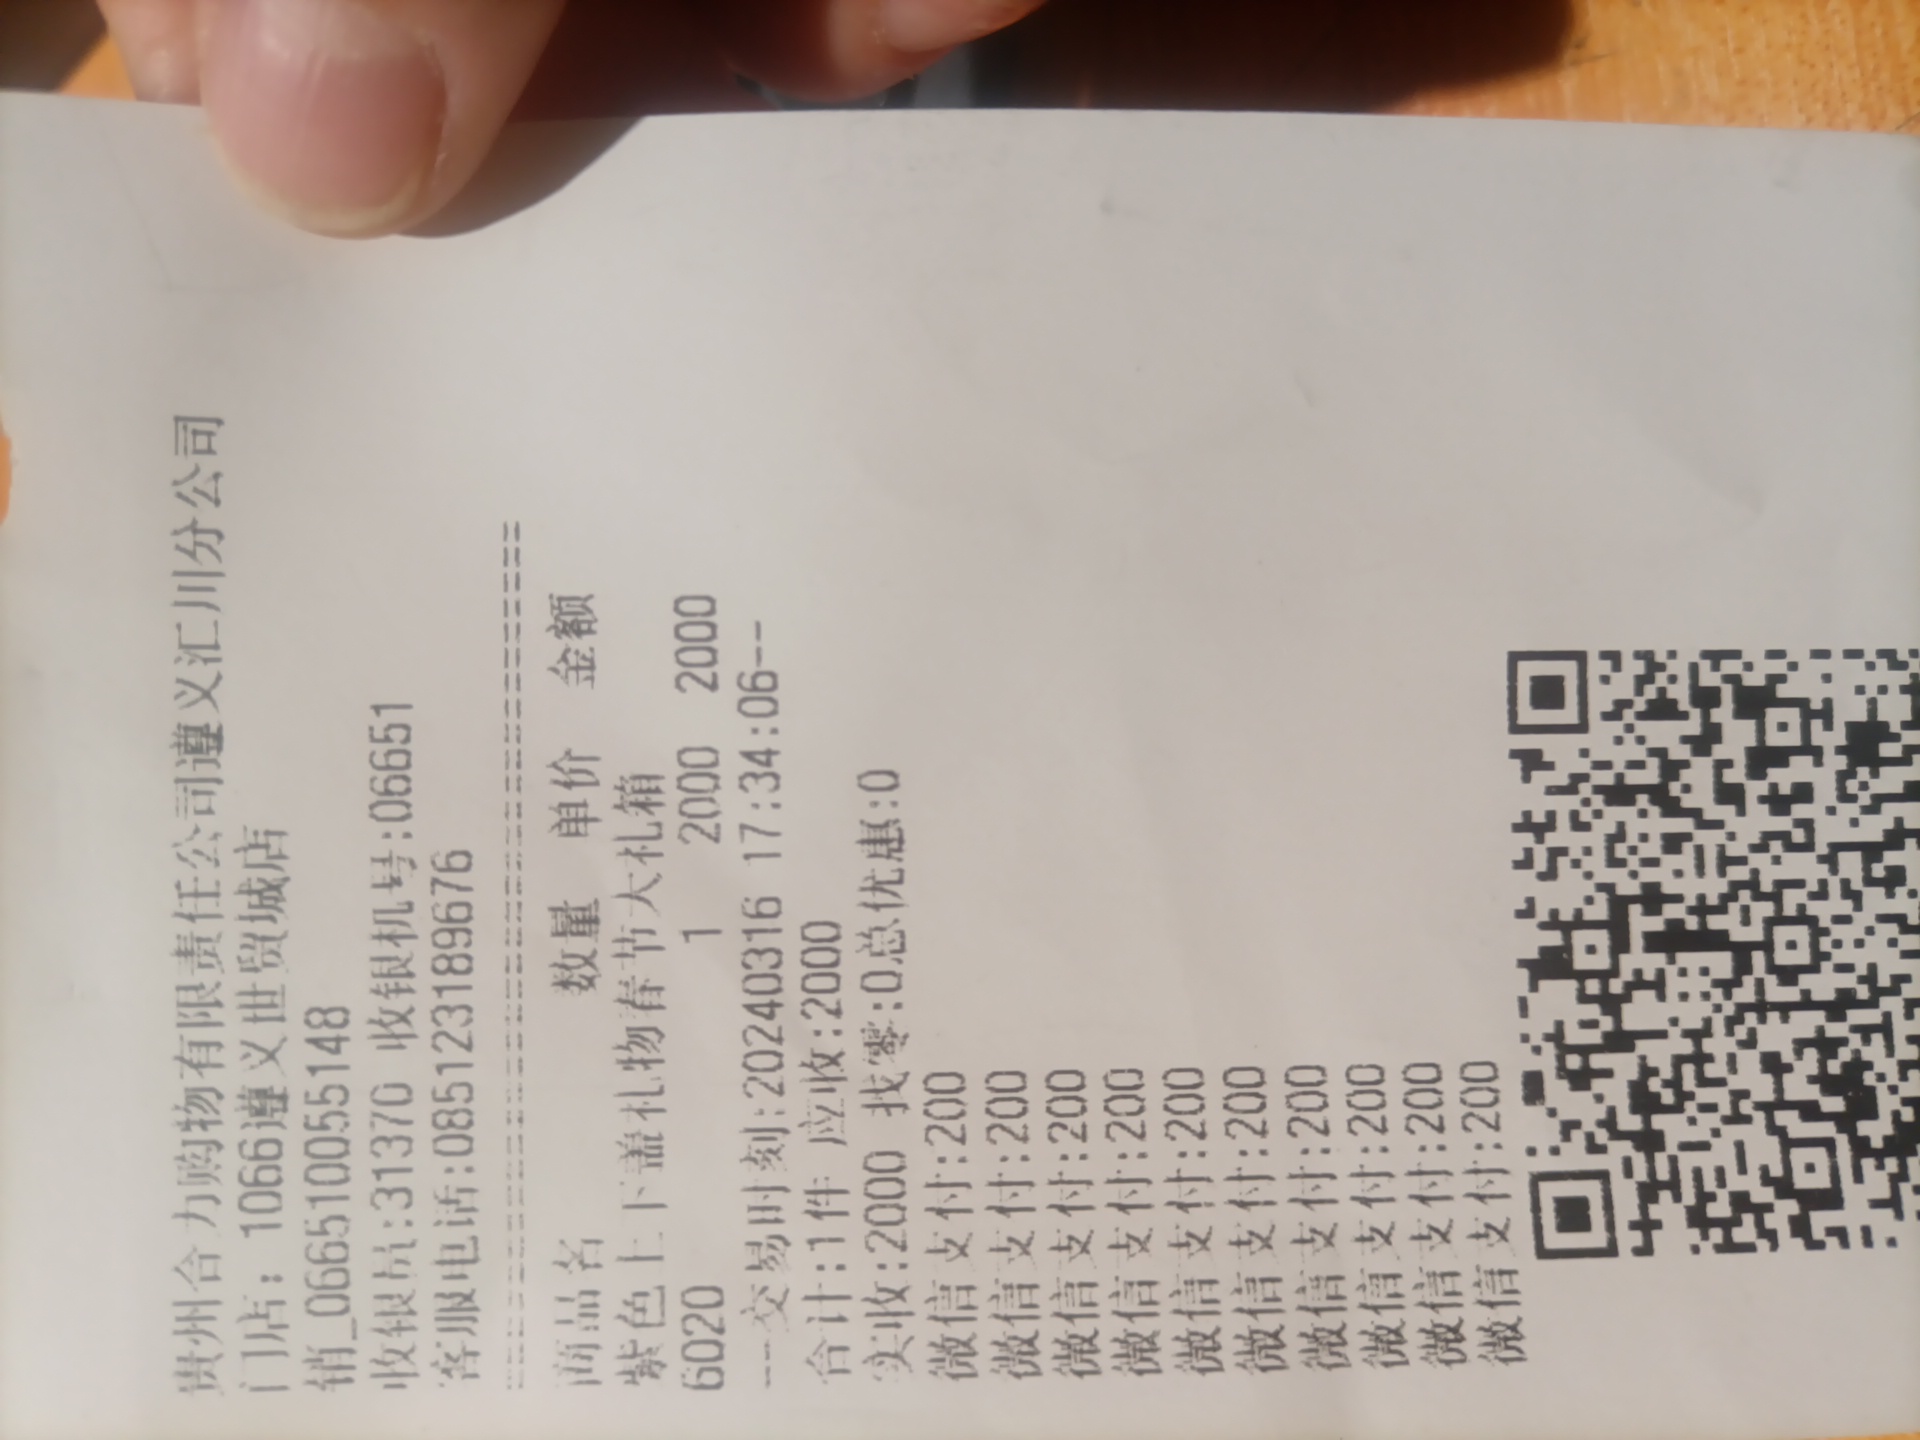 贵州合力购物有限责任公司遵义汇川分公司
门店: 1066遵义世贸城店
销_066510055148
收银员:31370 收银机号:06651
客服电话:085123189676
================================
商品名 数量 单价 金额
紫色上下盖礼物春节大礼箱
6020 1 2000 2000
---交易时刻:20240316 17:34:06--
合计:1件 应收:2000
实收:2000 找零:0总优惠:0
微信支付:200
微信支付:200
微信支付:200
微信支付:200
微信支付:200
微信支付:200
微信支付:200
微信支付:200
微信支付:200
微信支付:200